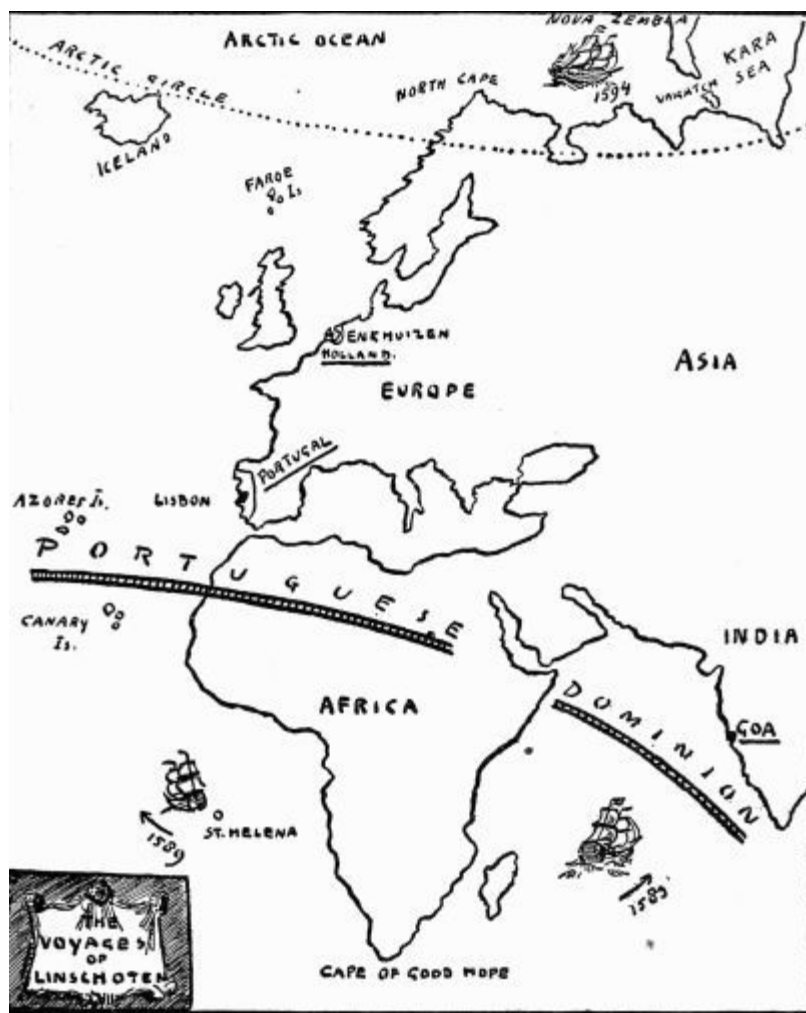 NOVA ZEMBLA
ARCTIC OCEAN
KARA
SEA
ARCTIC CIRCLE
NORTH CAPE
1594
ICELAND
FAROE
Is.
ENKHUIZEN
HOLLAND.
ASIA
EUROPE
PORTUGAL
AZORES Is.
LISBON
PORTUGUESE
CANARY
Is.
INDIA
AFRICA
DOMINION
GOA
ST. HELENA
1589
THE
VOYAGES
OF
LINSCHOTEN
CAPE OF GOOD HOPE